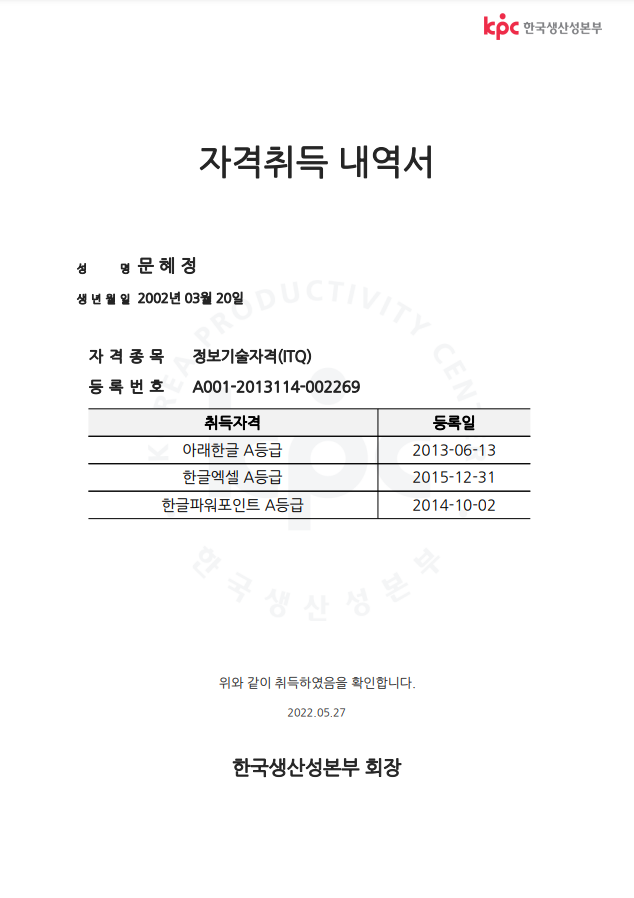 kpc 한국생산성본부
자격취득 내역서
성 명 문 혜 정
생 년 월 일 2002년 03월 20일
자 격 종 목 정보기술자격(ITQ)
등 록 번 호 A001-2013114-002269
취득자격 등록일
아래한글 A등급 2013-06-13
한글엑셀 A등급 2015-12-31
한글파워포인트 A등급 2014-10-02
KOREA PRODUCTIVITY CENT
kpc
한국생산성본부
위와 같이 취득하였음을 확인합니다.
2022.05.27
한국생산성본부 회장